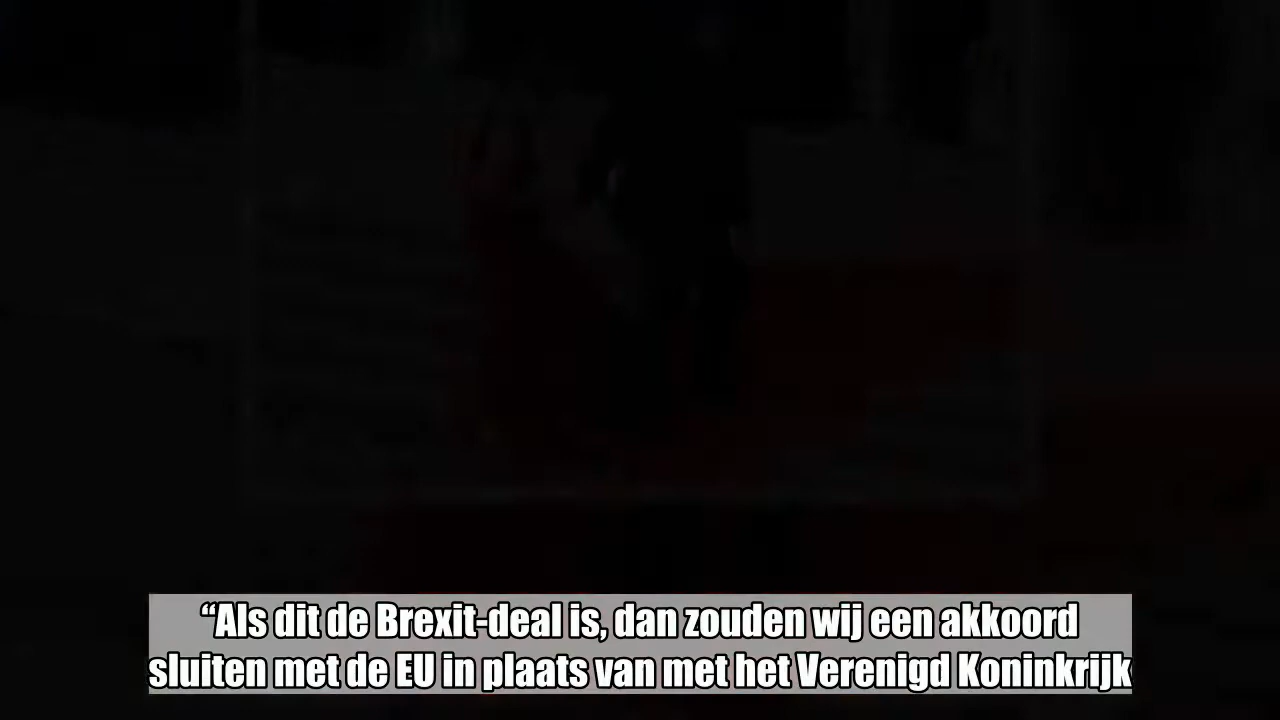 “Als dit de Brexit-deal is, dan zouden wij een akkoord
sluiten met de EU in plaats van met het Verenigd Koninkrijk